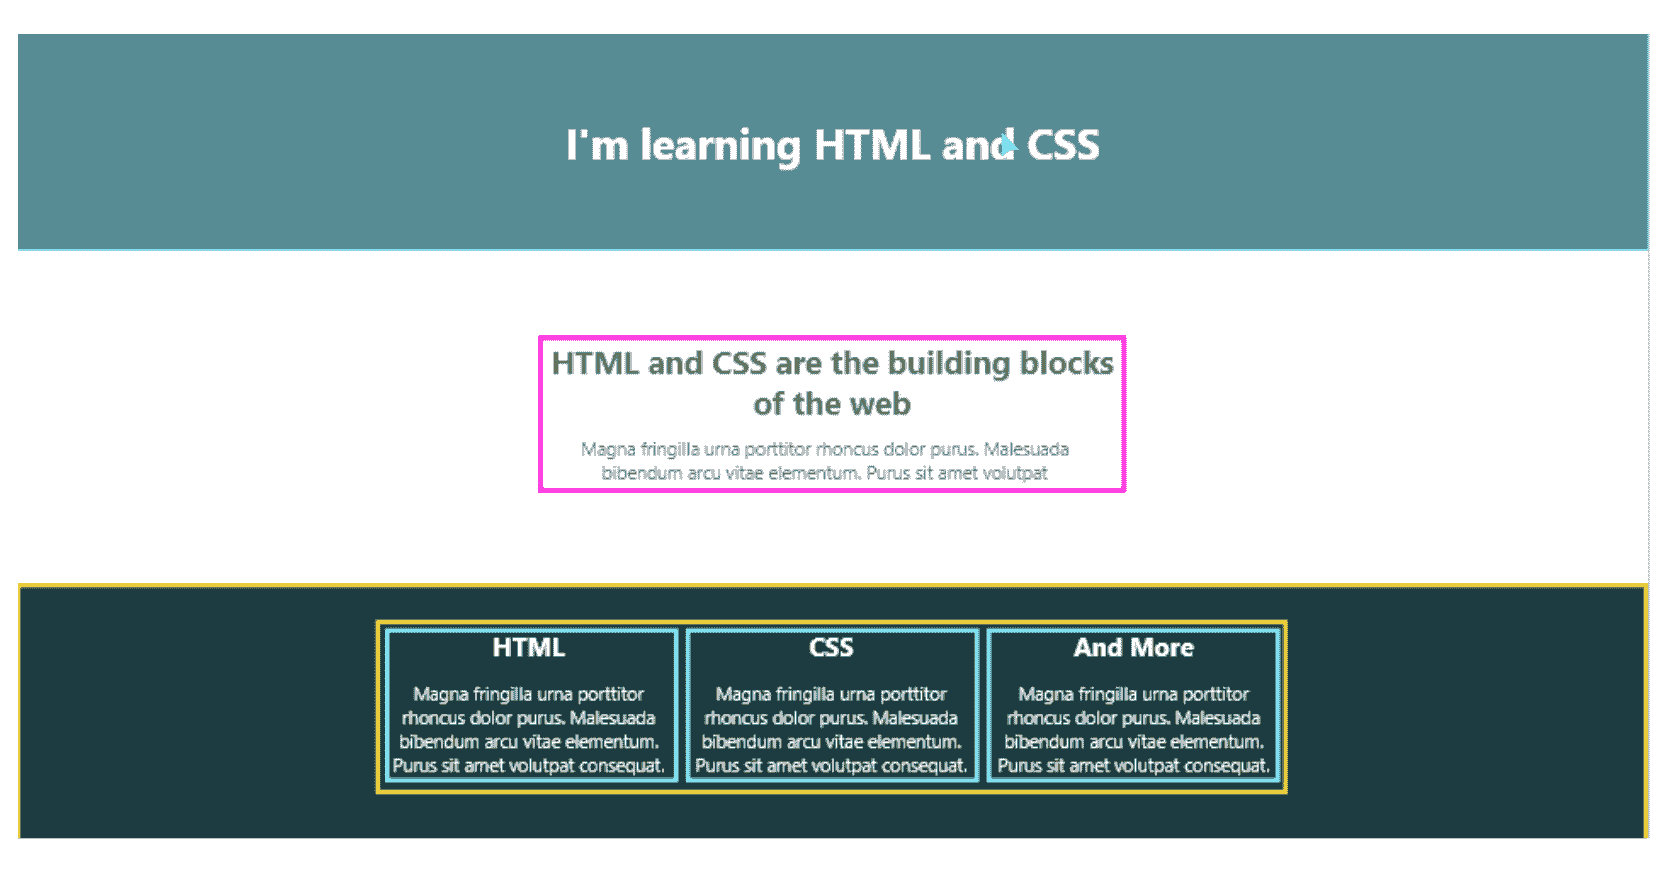 I'm learning HTML and CSS
HTML and CSS are the building blocks
of the web
Magna fringilla urna porttitor rhoncus dolor purus. Malesuada
bibendum arcu vitae elementum. Purus sit amet volutpat
HTML
Magna fringilla urna porttitor
rhoncus dolor purus. Malesuada
bibendum arcu vitae elementum.
Purus sit amet volutpat consequat.
CSS
Magna fringilla urna porttitor
rhoncus dolor purus. Malesuada
bibendum arcu vitae elementum.
Purus sit amet volutpat consequat.
And More
Magna fringilla urna porttitor
rhoncus dolor purus. Malesuada
bibendum arcu vitae elementum.
Purus sit amet volutpat consequat.